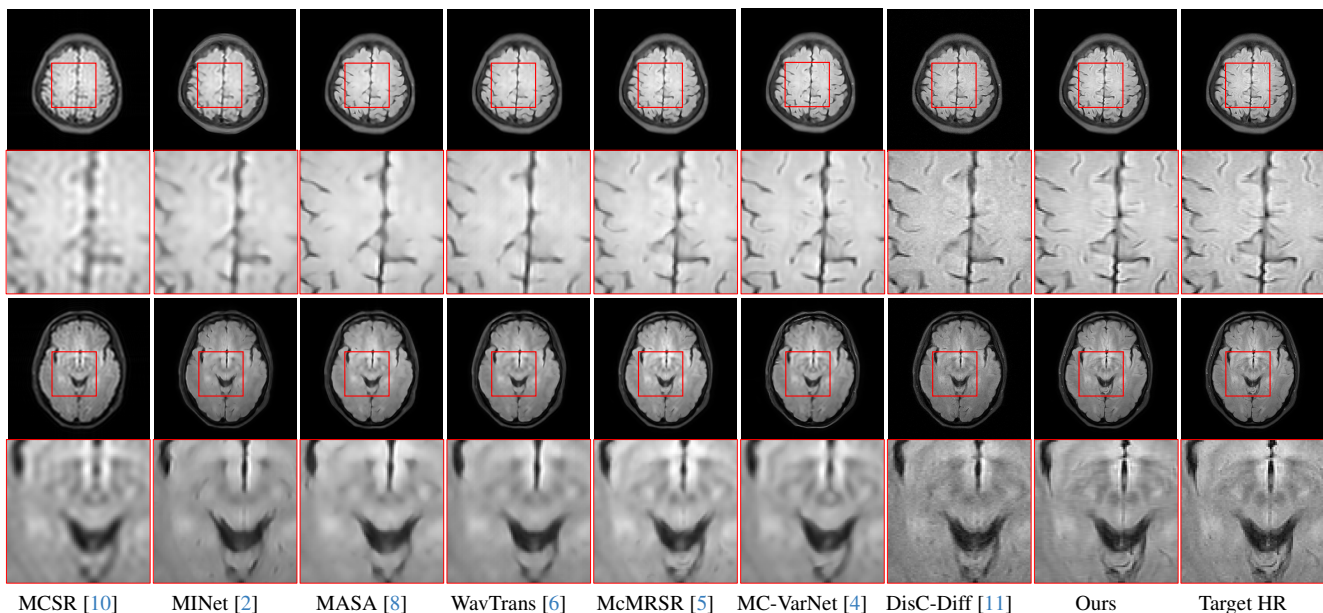 MCSR [10] MINet [2] MASA [8] WavTrans [6] McMRSR [5] MC-VarNet [4] DisC-Diff [11] Ours Target HR